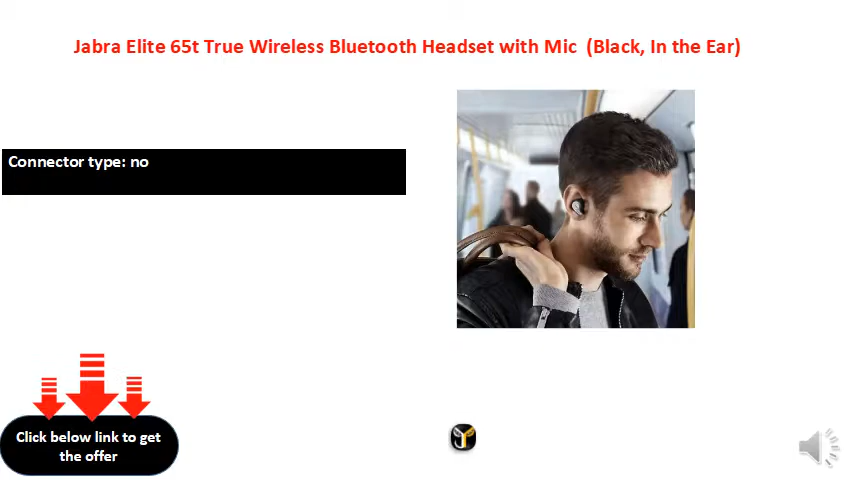 Jabra Elite 65t True Wireless Bluetooth Headset with Mic  (Black, In the Ear)
Connector type: no
Click below link to get
the offer